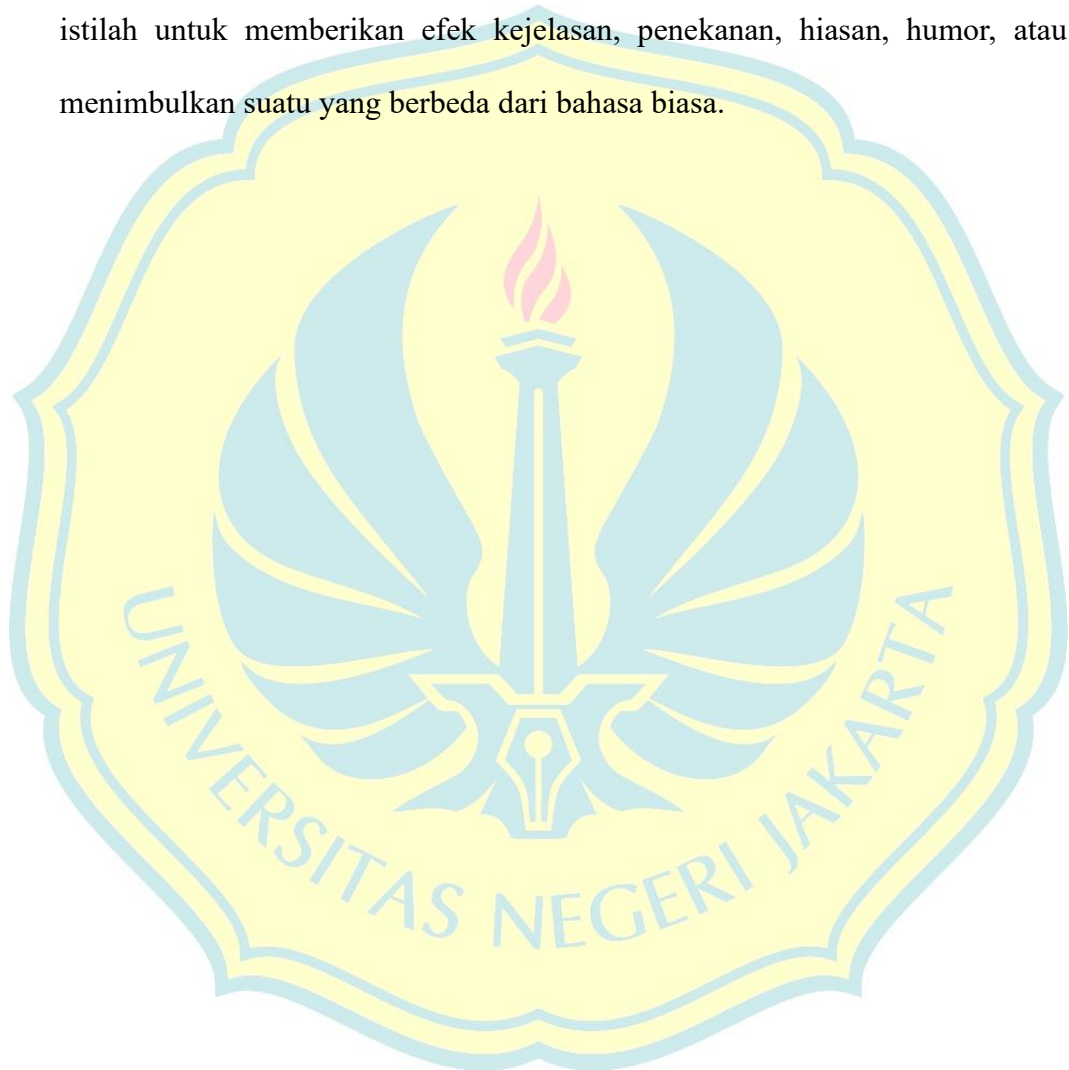 istilah untuk memberikan efek kejelasan, penekanan, hiasan, humor, atau
menimbulkan suatu yang berbeda dari bahasa biasa.
UNIVERSITAS NEGERI JAKARTA